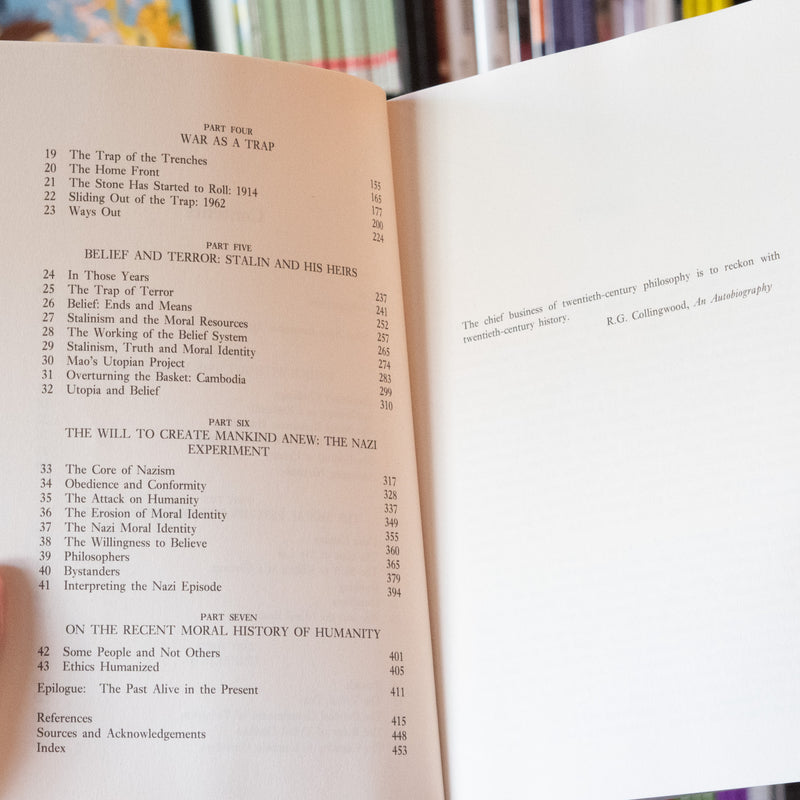 PART FOUR
WAR AS A TRAP
19 The Trap of the Trenches 155
20 The Home Front 165
21 The Stone Has Started to Roll: 1914 177
22 Sliding Out of the Trap: 1962 200
23 Ways Out 224
PART FIVE
BELIEF AND TERROR: STALIN AND HIS HEIRS
24 In Those Years 237
25 The Trap of Terror 241
26 Belief: Ends and Means 252
27 Stalinism and the Moral Resources 257
28 The Working of the Belief System 265
29 Stalinism, Truth and Moral Identity 274
30 Mao's Utopian Project 283
31 Overturning the Basket: Cambodia 299
32 Utopia and Belief 310
PART SIX
THE WILL TO CREATE MANKIND ANEW: THE NAZI
EXPERIMENT
33 The Core of Nazism 317
34 Obedience and Conformity 328
35 The Attack on Humanity 337
36 The Erosion of Moral Identity 349
37 The Nazi Moral Identity 355
38 The Willingness to Believe 360
39 Philosophers 365
40 Bystanders 379
41 Interpreting the Nazi Episode 394
PART SEVEN
ON THE RECENT MORAL HISTORY OF HUMANITY
42 Some People and Not Others 401
43 Ethics Humanized 405
Epilogue: The Past Alive in the Present 411
References 415
Sources and Acknowledgements 448
Index 453
The chief business of twentieth-century philosophy is to reckon with
twentieth-century history.
R.G. Collingwood, An Autobiography